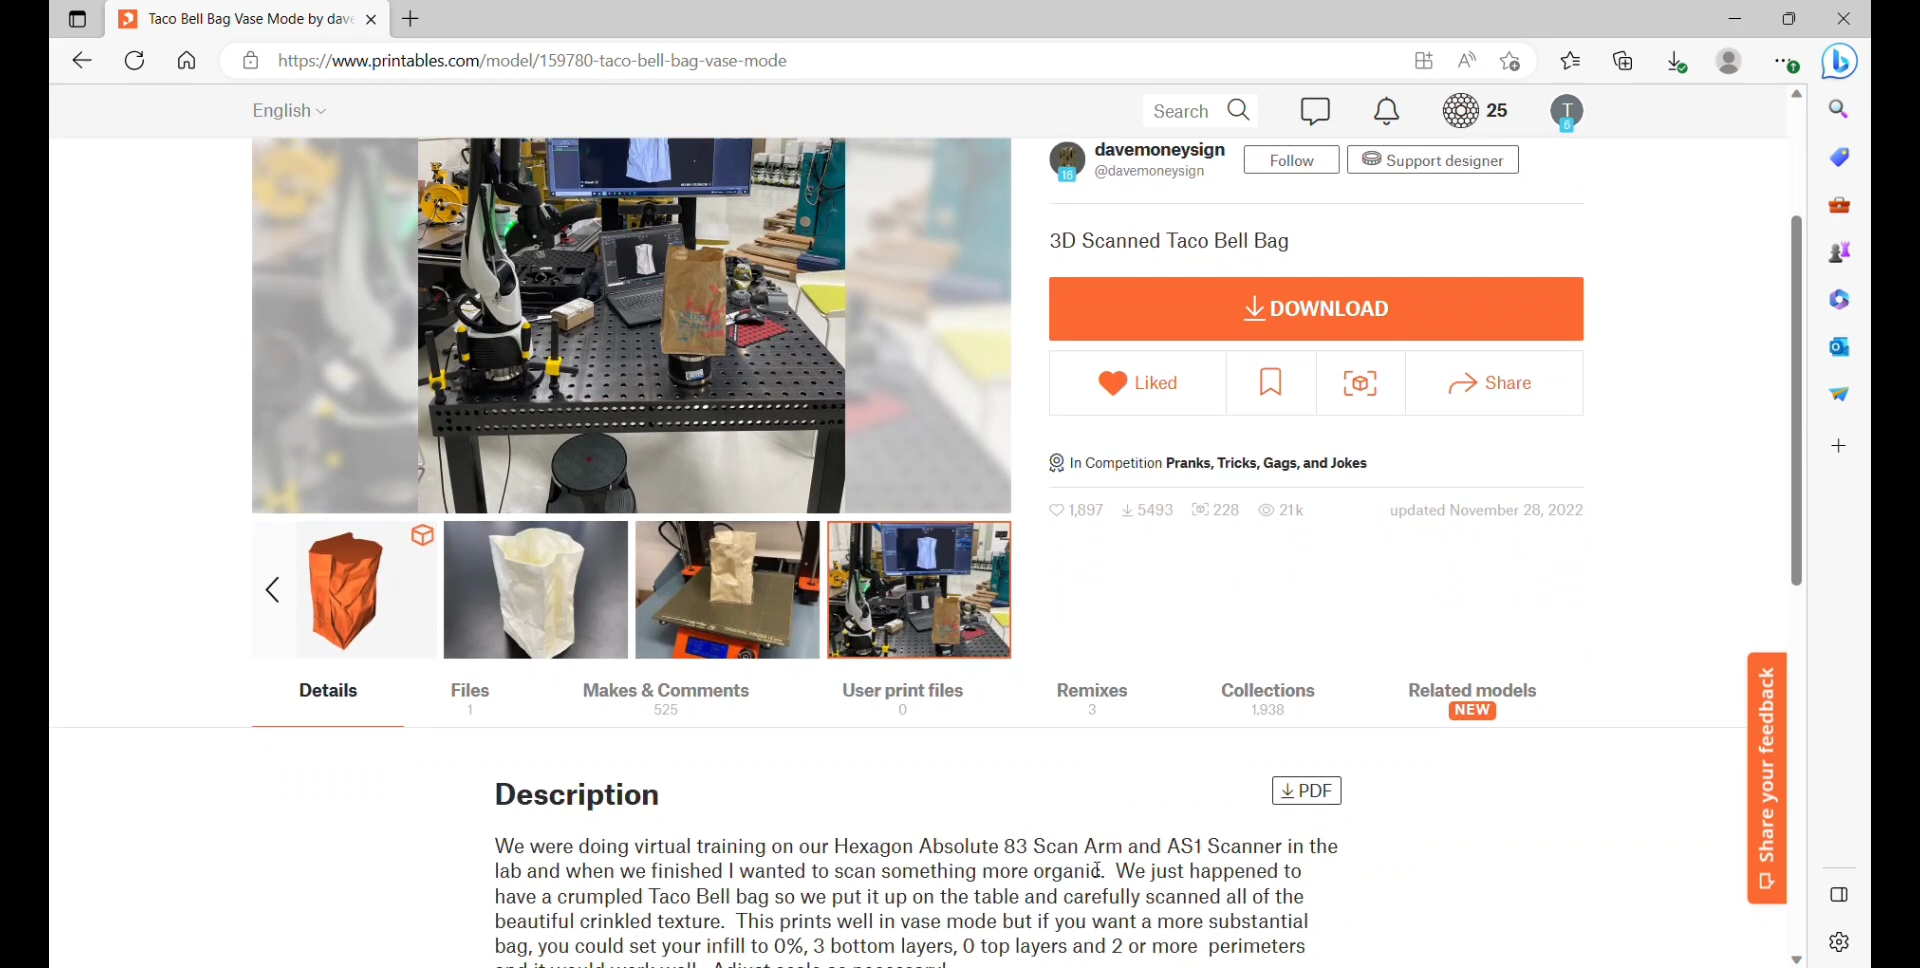 Taco Bell Bag Vase Mode by dave
https://www.printables.com/model/159780-taco-bell-bag-vase-mode
English
Search
25
T
6
davemoneysign
@davemoneysign
16
Follow
Support designer
3D Scanned Taco Bell Bag
DOWNLOAD
Liked
Share
In Competition Pranks, Tricks, Gags, and Jokes
1,897 5493 228 21k updated November 28, 2022
Details Files Makes & Comments User print files Remixes Collections Related models
1 525 0 3 1,938 NEW
Share your feedback
Description
PDF
We were doing virtual training on our Hexagon Absolute 83 Scan Arm and AS1 Scanner in the
lab and when we finished I wanted to scan something more organic. We just happened to
have a crumpled Taco Bell bag so we put it up on the table and carefully scanned all of the
beautiful crinkled texture. This prints well in vase mode but if you want a more substantial
bag, you could set your infill to 0%, 3 bottom layers, 0 top layers and 2 or more perimeters